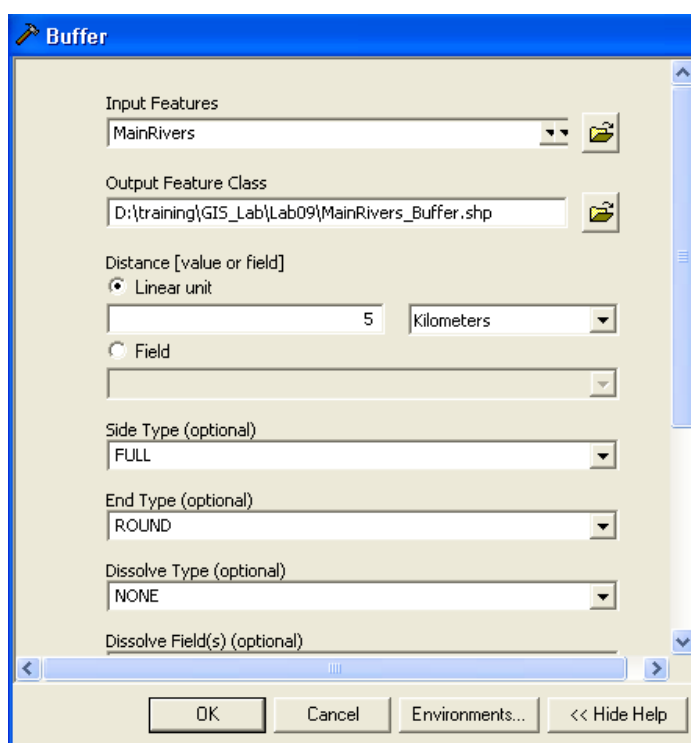 Buffer
Input Features
MainRivers
Output Feature Class
D:\training\GIS_Lab\Lab09\MainRivers_Buffer.shp
Distance [value or field]
Linear unit
5 Kilometers
Field
Side Type (optional)
FULL
End Type (optional)
ROUND
Dissolve Type (optional)
NONE
Dissolve Field(s) (optional)
OK Cancel Environments... << Hide Help